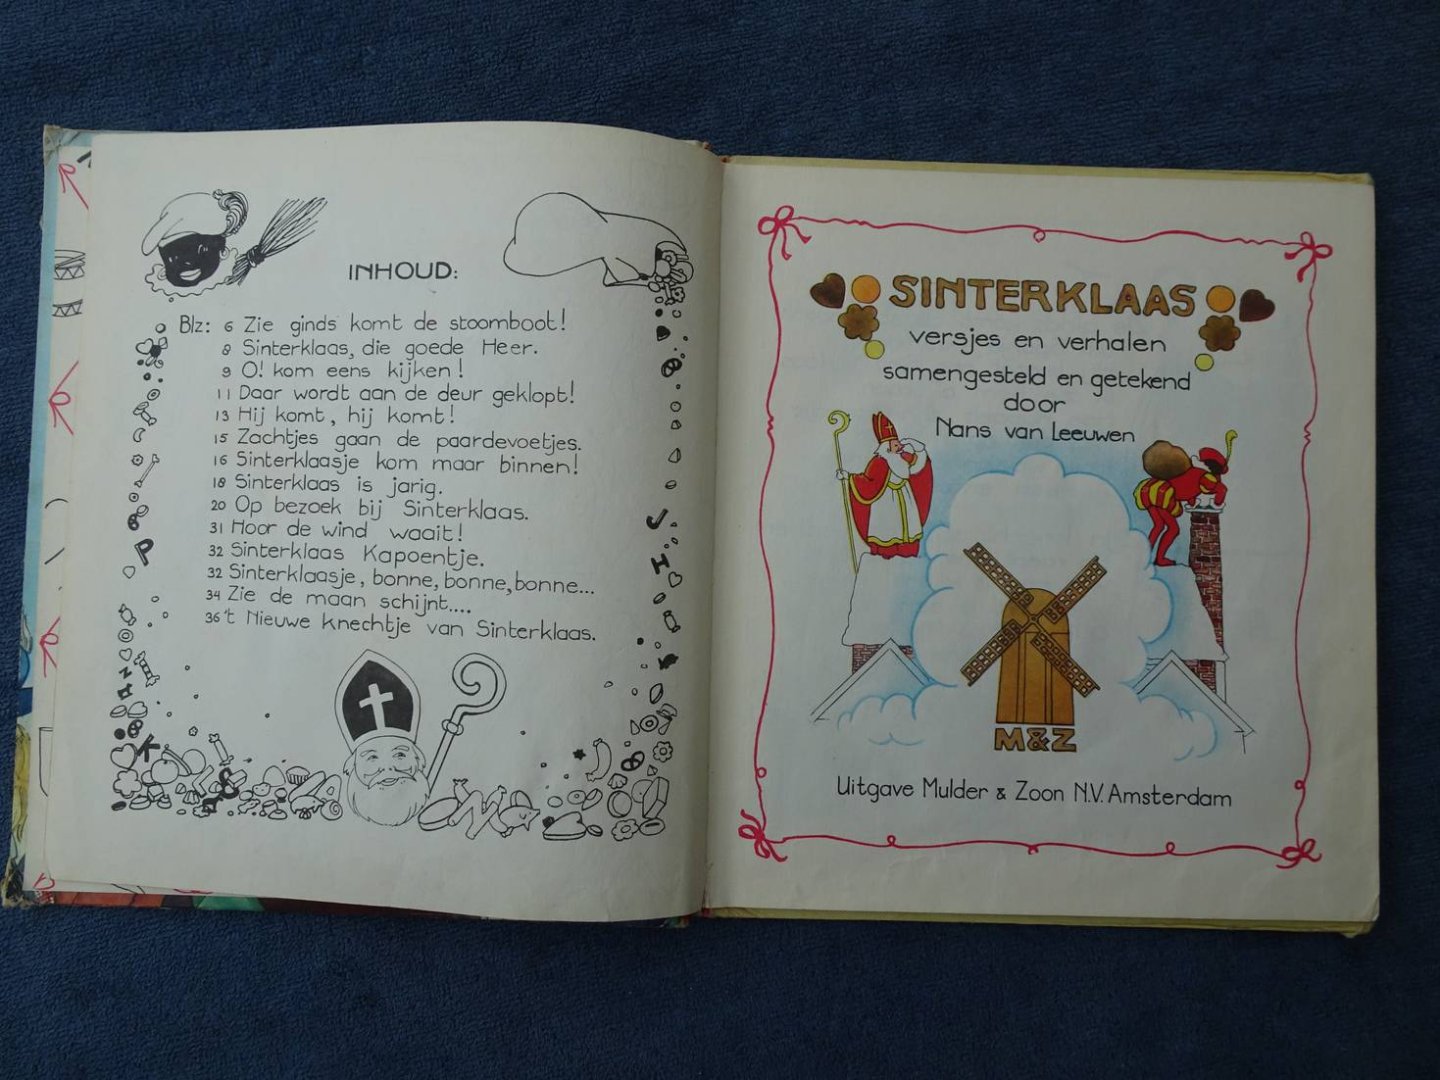 INHOUD:
Blz: 6 Zie ginds komt de stoomboot!
8 Sinterklaas, die goede Heer.
9 O! kom eens kijken!
11 Daar wordt aan de deur geklopt!
13 Hij komt, hij komt!
15 Zachtjes gaan de paardevoetjes.
16 Sinterklaasje kom maar binnen!
18 Sinterklaas is jarig.
20 Op bezoek bij Sinterklaas.
31 Hoor de wind waait!
32 Sinterklaas Kapoentje.
32 Sinterklaasje, bonne, bonne, bonne...
34 Zie de maan schijnt....
36 't Nieuwe knechtje van Sinterklaas.
SINTERKLAAS
versjes en verhalen
samengesteld en getekend
door
Nans van Leeuwen
M&Z
Uitgave Mulder & Zoon N.V. Amsterdam